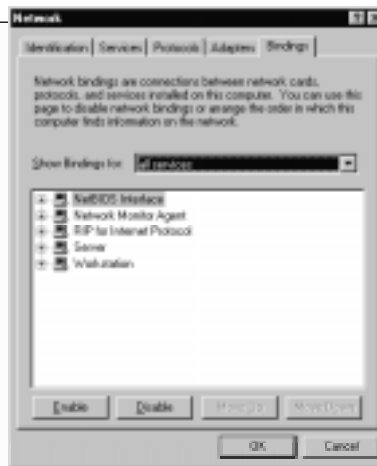 Network
Identification Services Protocols Adapters Bindings
Network bindings are connections between network cards,
protocols, and services installed on this computer. You can use this
page to disable network bindings or arrange the order in which this
computer finds information on the network.
Show Bindings for: all services
NetBIOS Interface
Network Monitor Agent
RIP for Internet Protocol
Server
Workstation
Enable Disable Move Up Move Down
OK Cancel